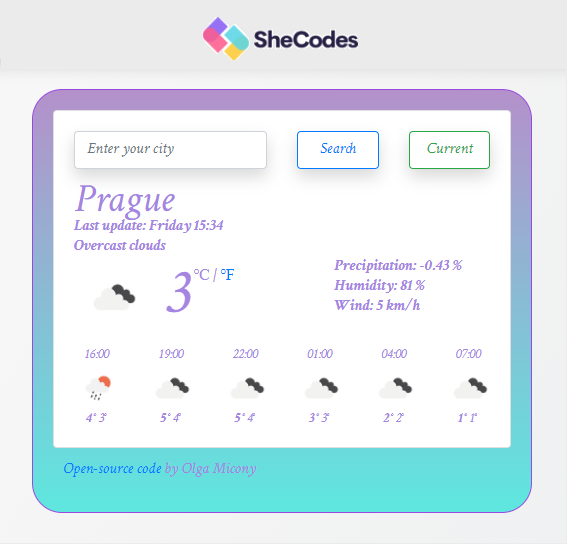 SheCodes
Enter your city
Search
Current
Prague
Last update: Friday 15:34
Overcast clouds
3°C / °F
Precipitation: -0.43 %
Humidity: 81 %
Wind: 5 km/h
16:00 19:00 22:00 01:00 04:00 07:00
4° 3° 5° 4° 5° 4° 3° 3° 2° 2° 1° 1°
Open-source code by Olga Micony